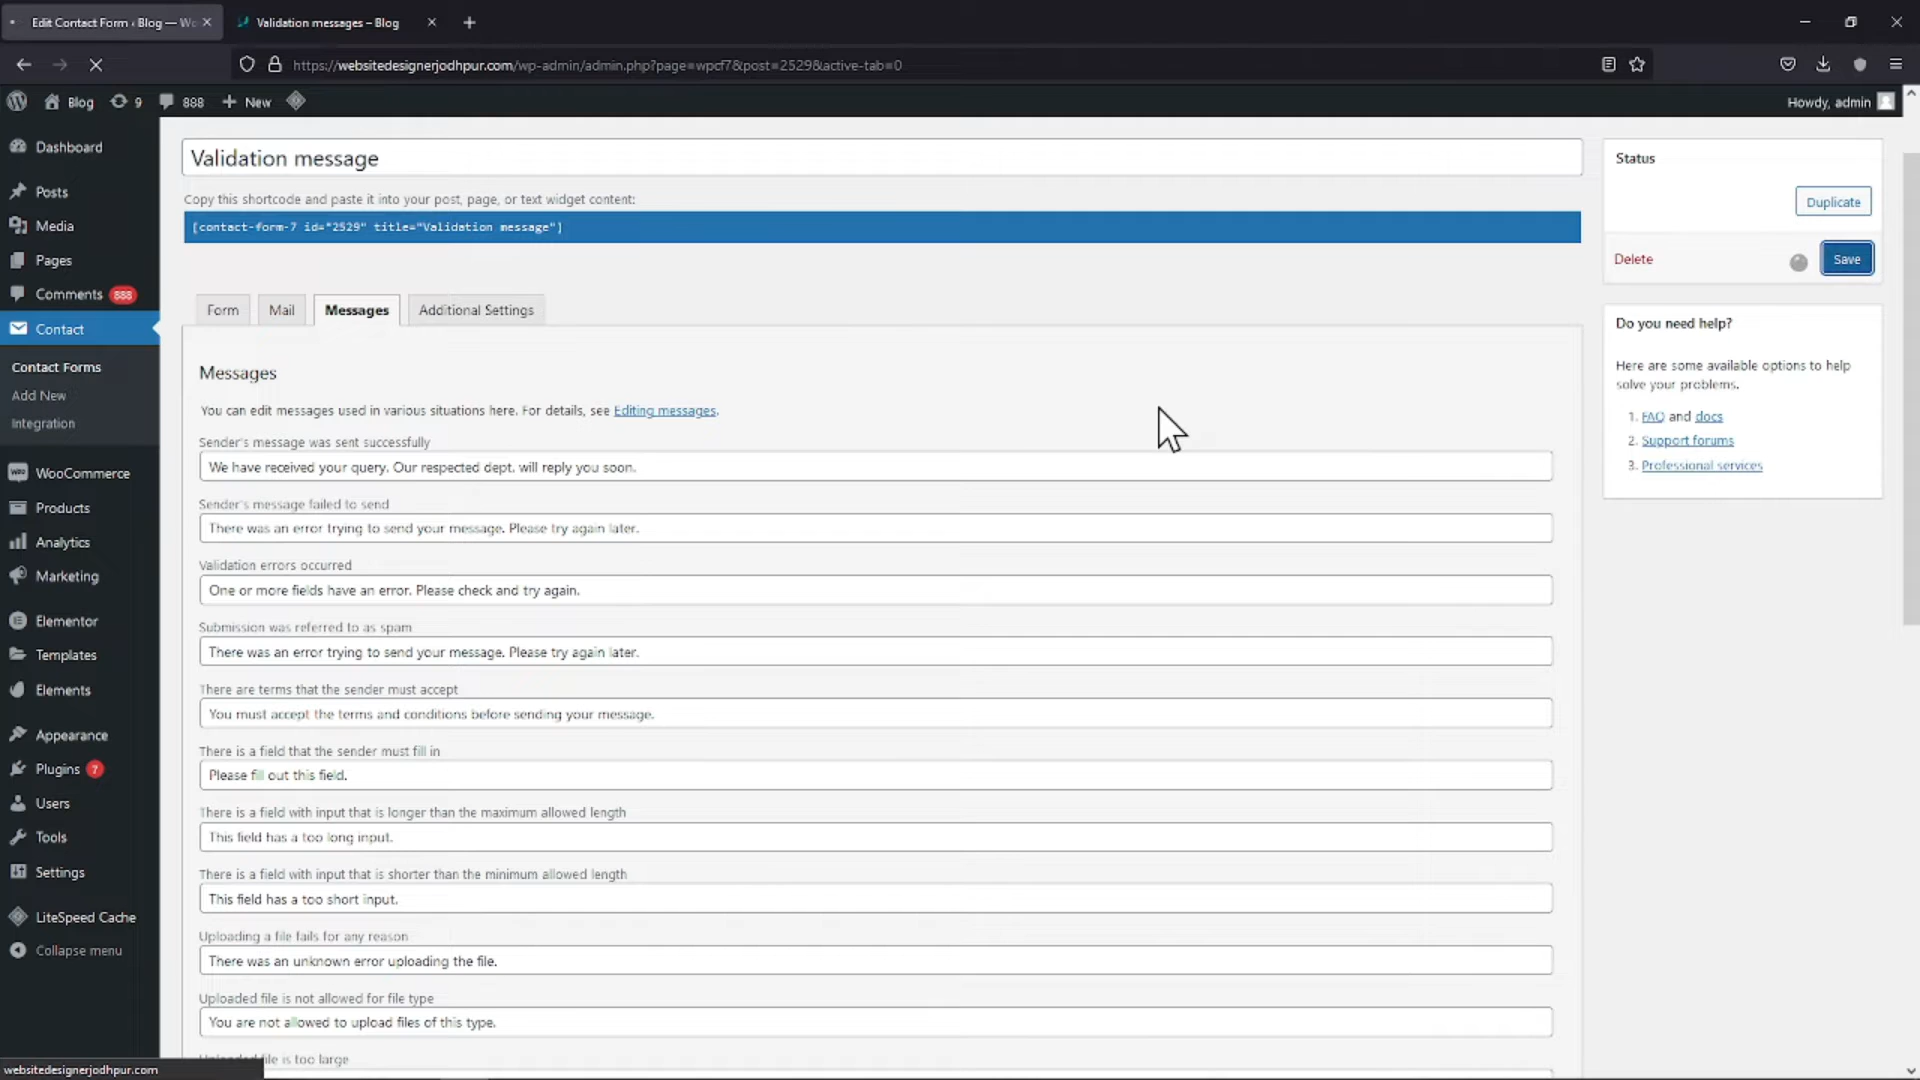 Edit Contact Form ‹ Blog — Wo
Validation messages – Blog
https://websitedesignerjodhpur.com/wp-admin/admin.php?page=wpcf7&post=2529&active-tab=0
Blog
9
888
New
Howdy, admin
Dashboard
Posts
Media
Pages
Comments 888
Contact
Contact Forms
Add New
Integration
WooCommerce
Products
Analytics
Marketing
Elementor
Templates
Elements
Appearance
Plugins 7
Users
Tools
Settings
LiteSpeed Cache
Collapse menu
Validation message
Copy this shortcode and paste it into your post, page, or text widget content:
[contact-form-7 id="2529" title="Validation message"]
Form
Mail
Messages
Additional Settings
Messages
You can edit messages used in various situations here. For details, see Editing messages.
Sender's message was sent successfully
We have received your query. Our respected dept. will reply you soon.
Sender's message failed to send
There was an error trying to send your message. Please try again later.
Validation errors occurred
One or more fields have an error. Please check and try again.
Submission was referred to as spam
There was an error trying to send your message. Please try again later.
There are terms that the sender must accept
You must accept the terms and conditions before sending your message.
There is a field that the sender must fill in
Please fill out this field.
There is a field with input that is longer than the maximum allowed length
This field has a too long input.
There is a field with input that is shorter than the minimum allowed length
This field has a too short input.
Uploading a file fails for any reason
There was an unknown error uploading the file.
Uploaded file is not allowed for file type
You are not allowed to upload files of this type.
Uploaded file is too large
Status
Duplicate
Delete
Save
Do you need help?
Here are some available options to help
solve your problems.
1. FAQ and docs
2. Support forums
3. Professional services
websitedesignerjodhpur.com